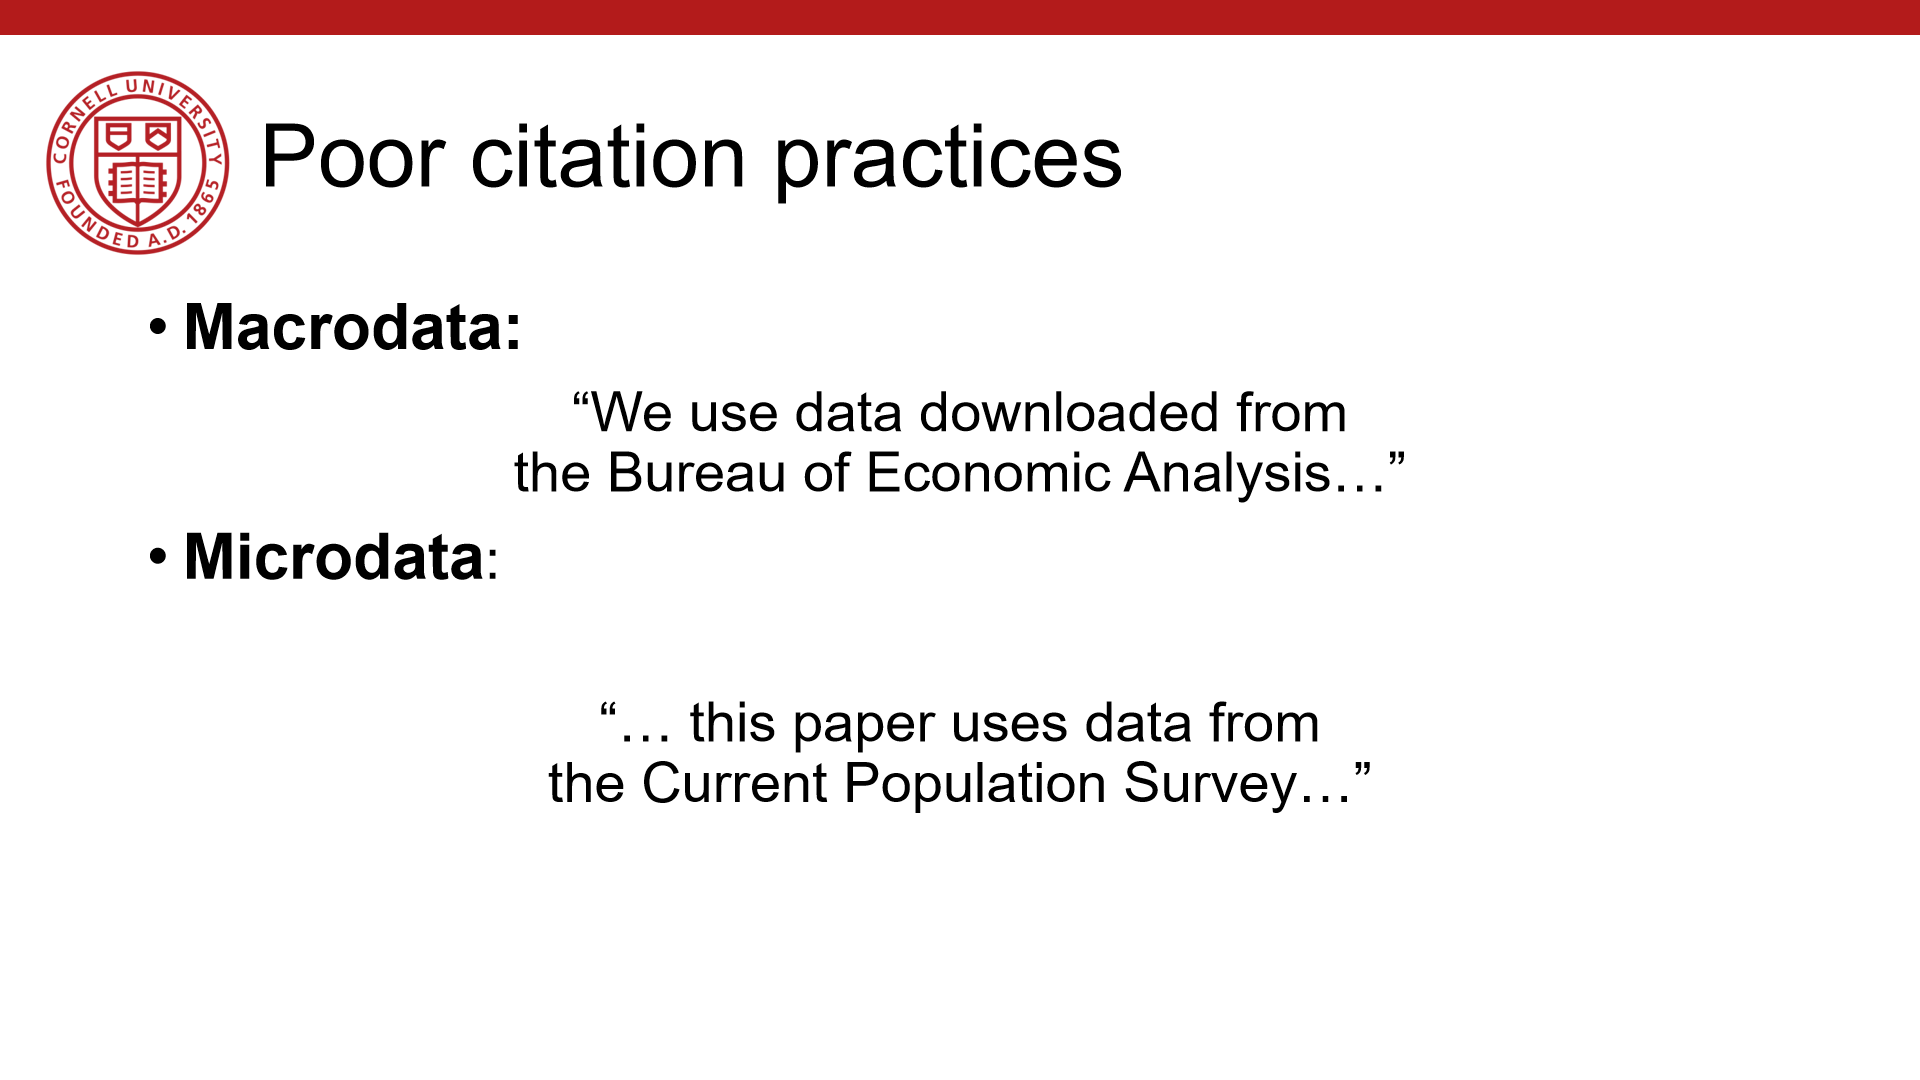 CORNELL UNIVERSITY
FOUNDED A.D. 1865
Poor citation practices
• Macrodata:
“We use data downloaded from
the Bureau of Economic Analysis…”
• Microdata:
“… this paper uses data from
the Current Population Survey…”